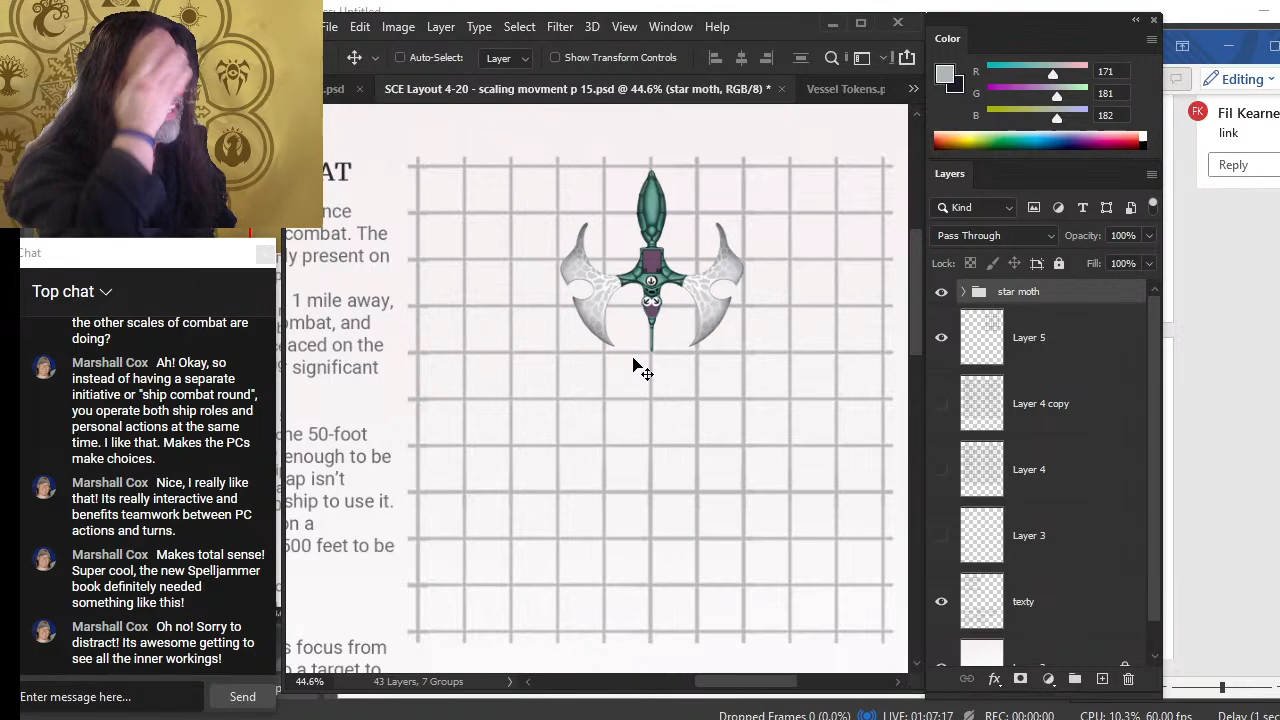 Untitled
File Edit Image Layer Type Select Filter 3D View Window Help
Auto-Select: Layer Show Transform Controls
.psd × SCE Layout 4-23 - scaling moment p 15.psd @ 44.6% (star moth, RGB/8) * × Vessel Tokens.p
AT
nce
combat. The
ly present on
1 mile away,
ombat, and
laced on the
significant
he 50-foot
enough to be
ap isn't
ship to use it.
on a
500 feet to be
s focus from
o a target to
44.6% 43 Layers, 7 Groups
Chat
Top chat
the other scales of combat are
doing?
Marshall Cox Ah! Okay, so
instead of having a separate
initiative or "ship combat round",
you operate both ship roles and
personal actions at the same
time. I like that. Makes the PCs
make choices.
Marshall Cox Nice, I really like
that! Its really interactive and
benefits teamwork between PC
actions and turns.
Marshall Cox Makes total sense!
Super cool, the new Spelljammer
book definitely needed
something like this!
Marshall Cox Oh no! Sorry to
distract! Its awesome getting to
see all the inner workings!
Enter message here...
Send
Color
R 171
G 181
B 182
Layers
Kind
Pass Through Opacity: 100%
Lock: Fill: 100%
star moth
Layer 5
Layer 4 copy
Layer 4
Layer 3
texty
Editing
FK Fil Kearne
link
Reply
Dropped Frames 0 (0.0%) LIVE: 01:07:17 REC: 00:00:00 CPU: 10.3%, 60.00 fps Delay (1 sec